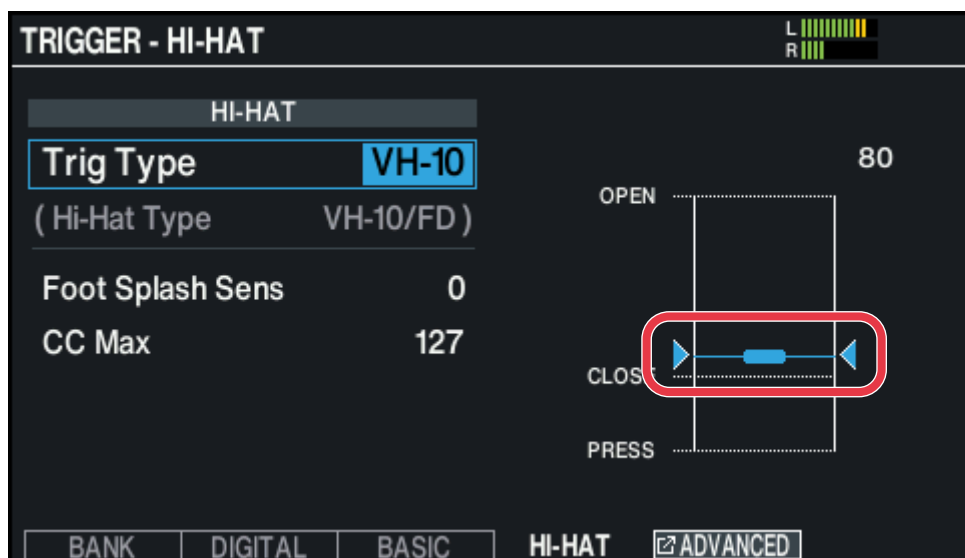 TRIGGER - HI-HAT
L
R
HI-HAT
Trig Type VH-10
( Hi-Hat Type VH-10/FD )
Foot Splash Sens 0
CC Max 127
80
OPEN
CLOSE
PRESS
BANK DIGITAL BASIC HI-HAT ADVANCED